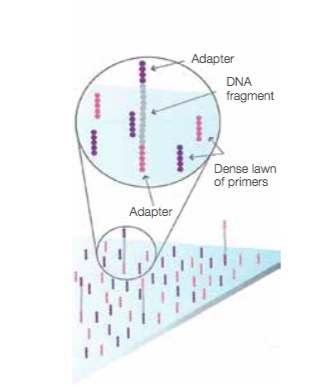 Adapter
DNA
fragment
Dense lawn
of primers
Adapter